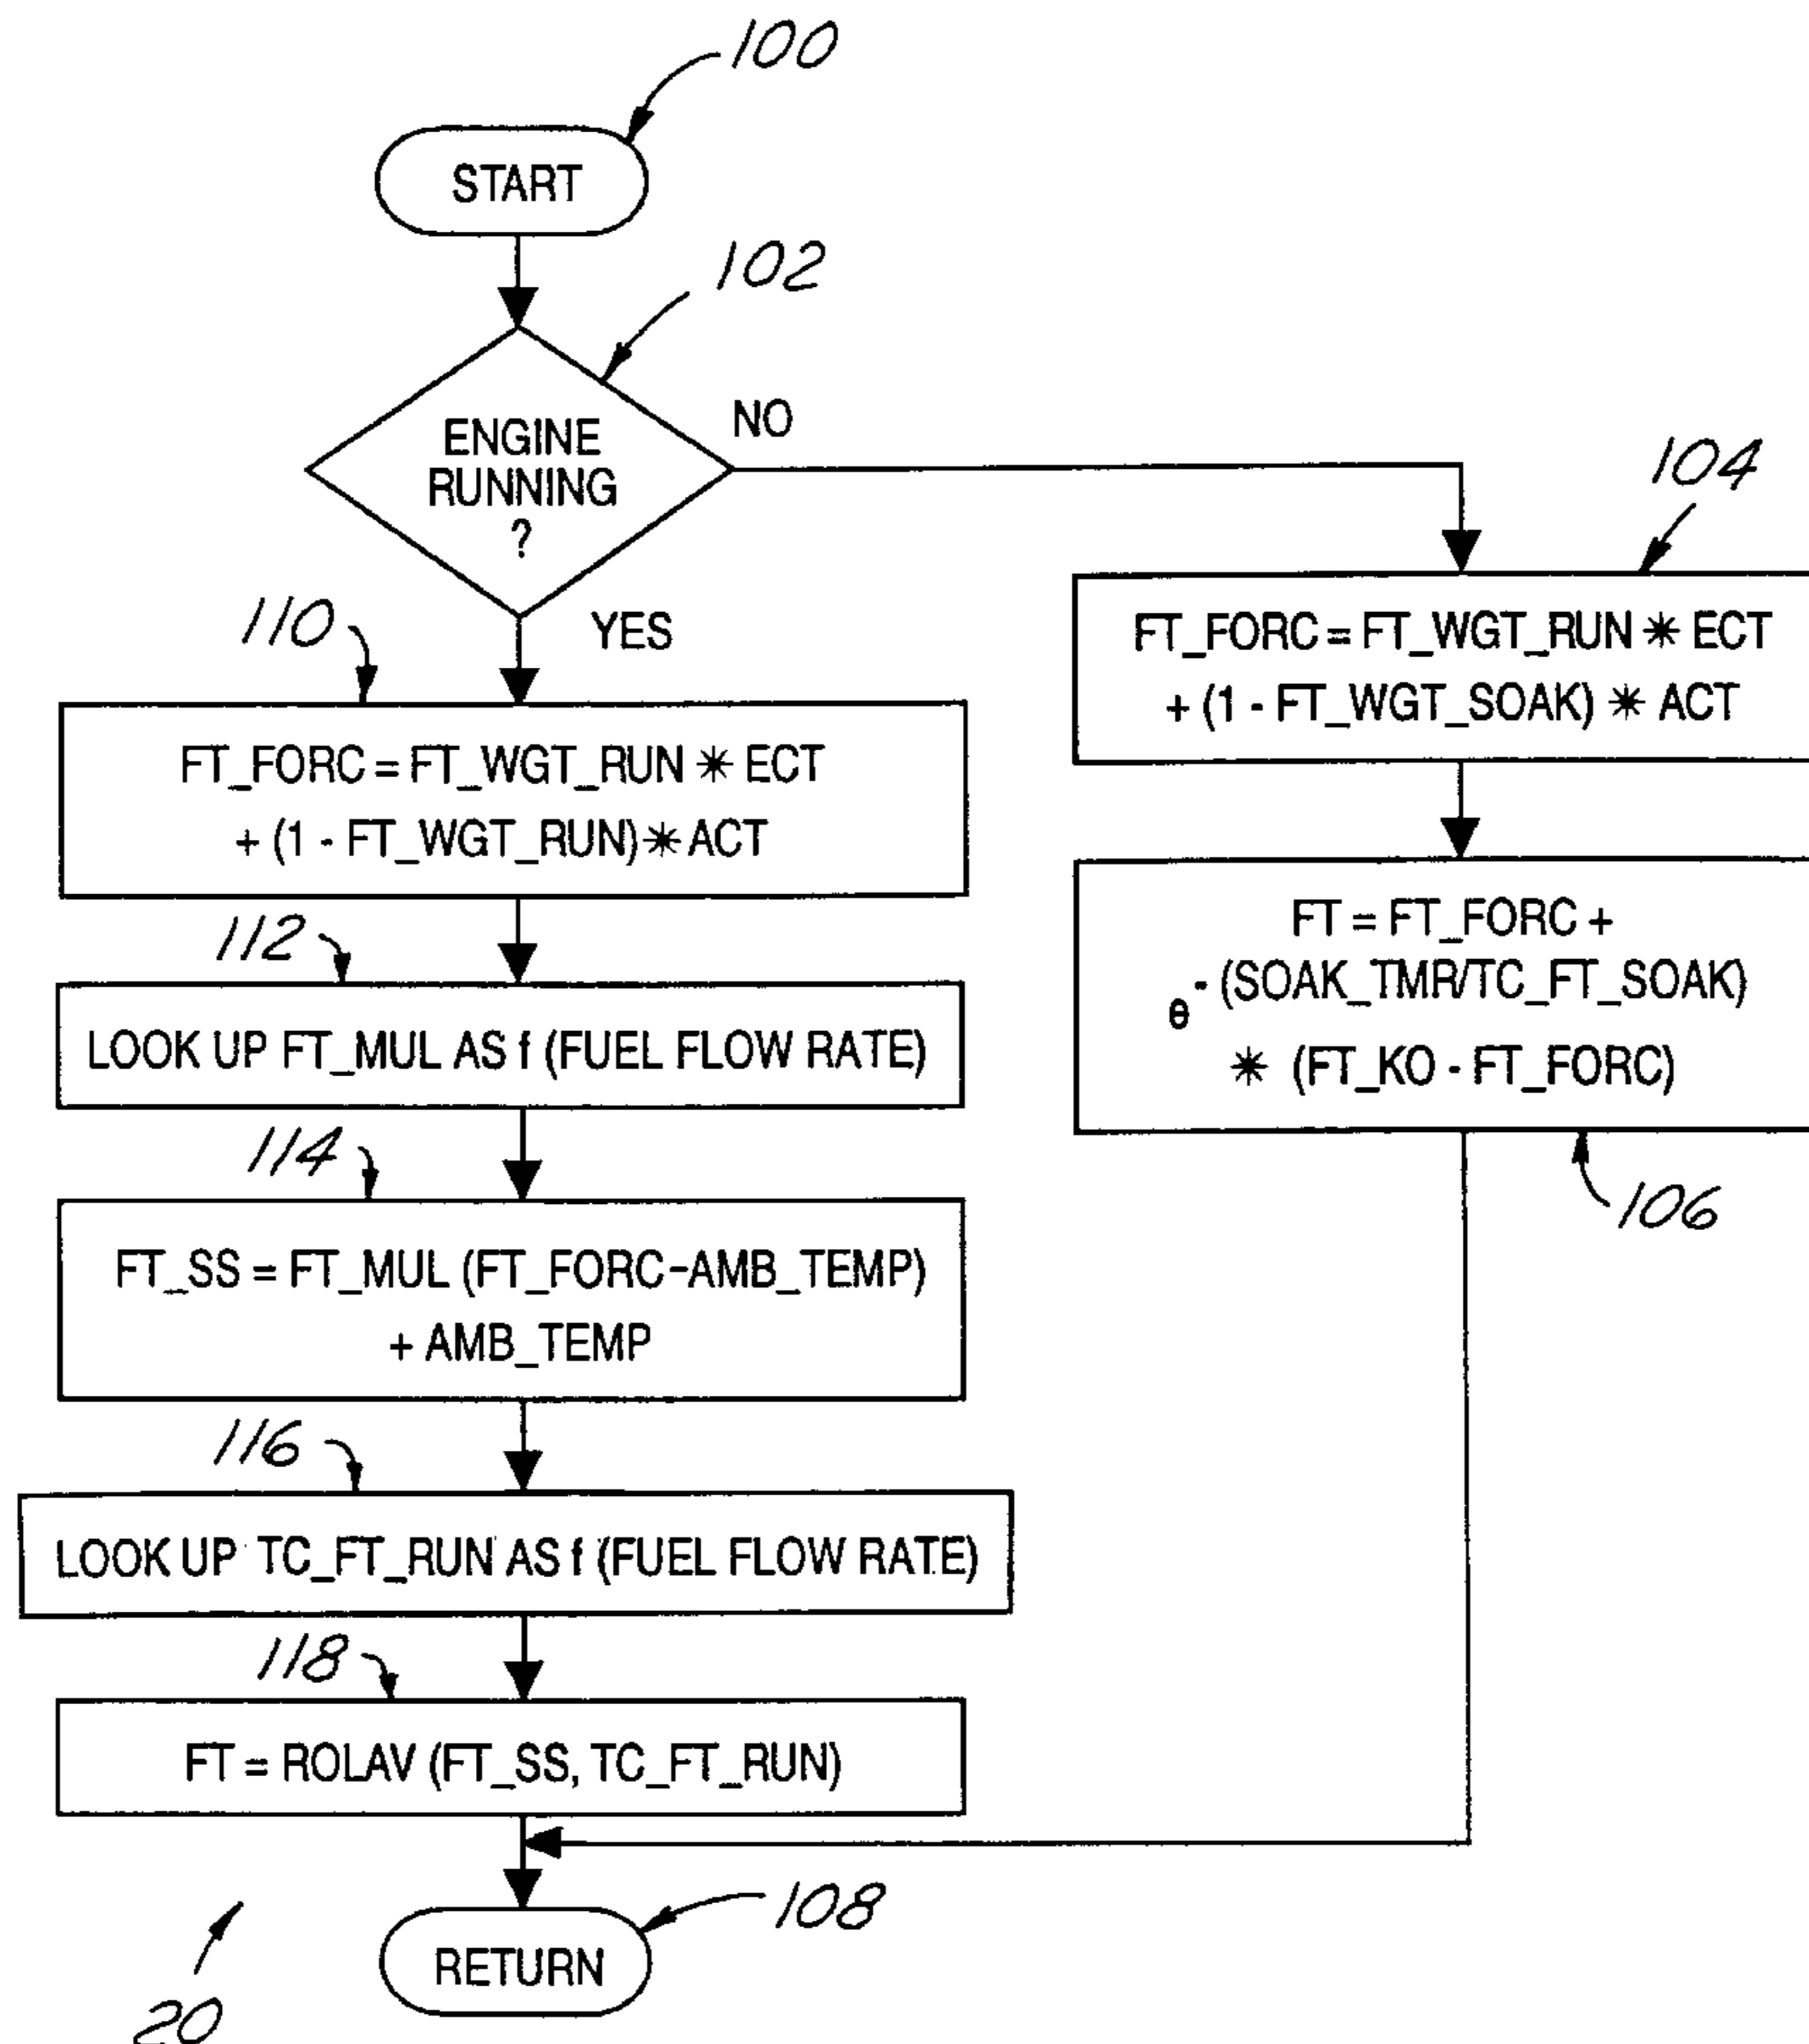 100
START
102
ENGINE
RUNNING
?
NO
YES
104
FT_FORC = FT_WGT_RUN * ECT
+ (1 - FT_WGT_SOAK) * ACT
FT = FT_FORC +
e - (SOAK_TMR/TC_FT_SOAK)
* (FT_KO - FT_FORC)
106
110
FT_FORC = FT_WGT_RUN * ECT
+ (1 - FT_WGT_RUN) * ACT
112
LOOK UP FT_MUL AS f (FUEL FLOW RATE)
114
FT_SS = FT_MUL (FT_FORC-AMB_TEMP)
+ AMB_TEMP
116
LOOK UP TC_FT_RUN AS f (FUEL FLOW RATE)
118
FT = ROLAV (FT_SS, TC_FT_RUN)
108
RETURN
20